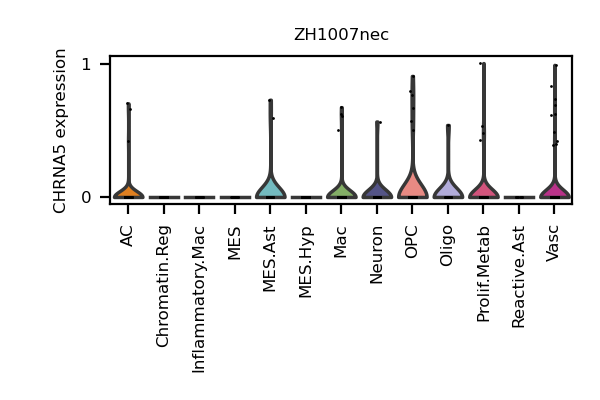 ZH1007nec
CHRNA5 expression
1
0
AC
Chromatin.Reg
Inflammatory.Mac
MES
MES.Ast
MES.Hyp
Mac
Neuron
OPC
Oligo
Prolif.Metab
Reactive.Ast
Vasc